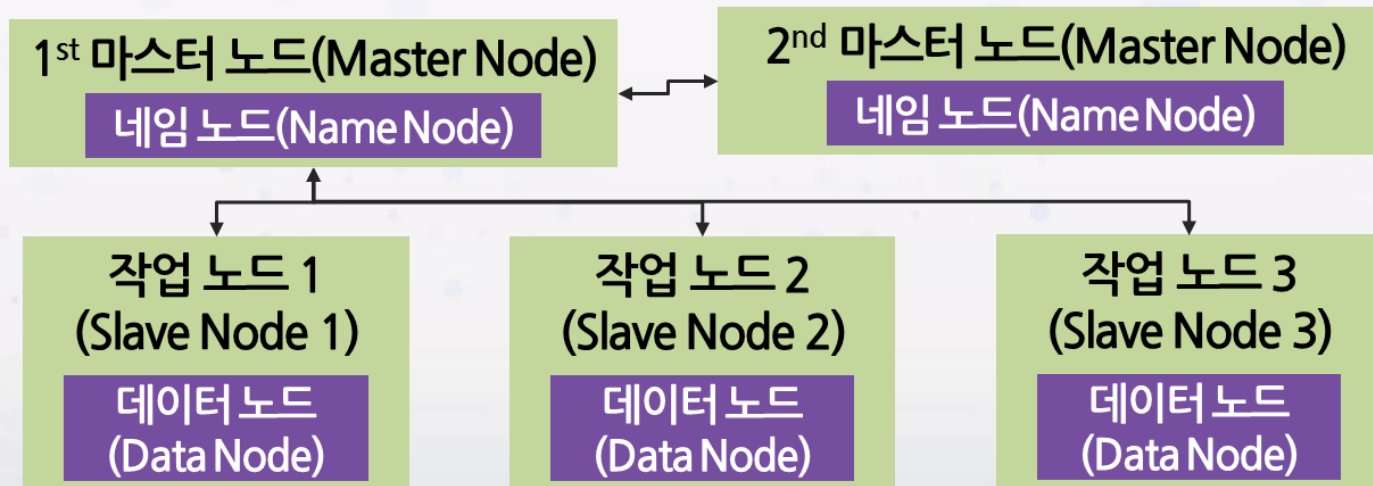 1st 마스터 노드(Master Node)
네임 노드(Name Node)
2nd 마스터 노드(Master Node)
네임 노드(Name Node)
작업 노드 1
(Slave Node 1)
데이터 노드
(Data Node)
작업 노드 2
(Slave Node 2)
데이터 노드
(Data Node)
작업 노드 3
(Slave Node 3)
데이터 노드
(Data Node)